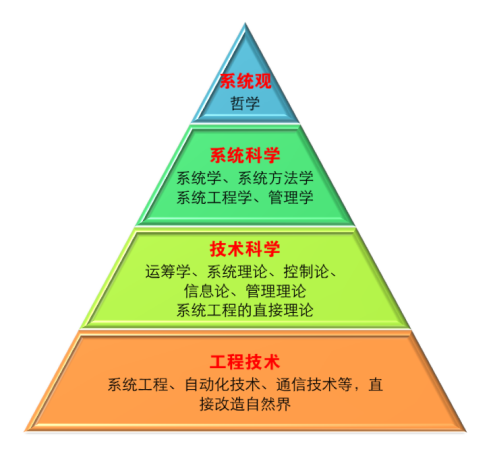 系统观
哲学
系统科学
系统学、系统方法学
系统工程学、管理学
技术科学
运筹学、系统理论、控制论、
信息论、管理理论
系统工程的直接理论
工程技术
系统工程、自动化技术、通信技术等，直
接改造自然界